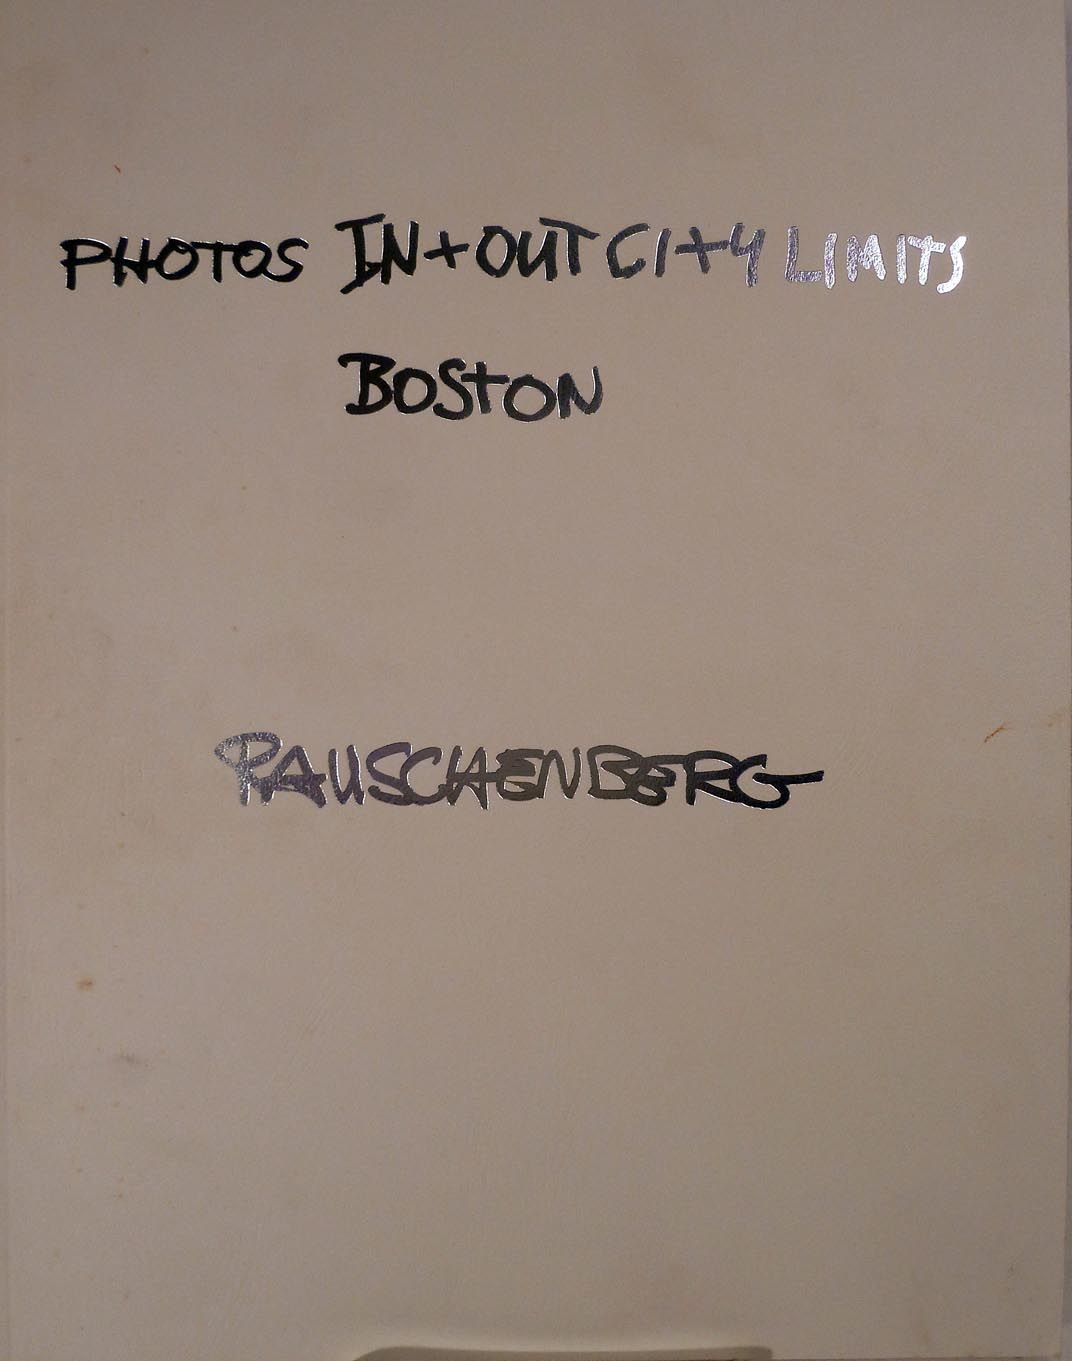 PHOTOS IN+OUT CITY LIMITS
BOSTON
RAUSCHENBERG